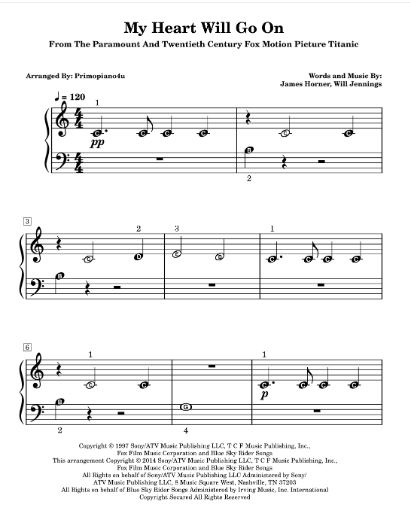 My Heart Will Go On
From The Paramount And Twentieth Century Fox Motion Picture Titanic
Arranged By: Primopiano4u
Words and Music By:
James Horner, Will Jennings
♩ = 120
1
4
4
pp
4
4
2
3
2
3
1
6
1
1
p
2
4
Copyright © 1997 Sony/ATV Music Publishing LLC, T C F Music Publishing, Inc.,
Fox Film Music Corporation and Blue Sky Rider Songs
This arrangement Copyright © 2014 Sony/ATV Music Publishing LLC, T C F Music Publishing, Inc.,
Fox Film Music Corporation and Blue Sky Rider Songs
All Rights on behalf of Sony/ATV Music Publishing LLC Administered by Sony/
ATV Music Publishing LLC, 8 Music Square West, Nashville, TN 37203
All Rights on behalf of Blue Sky Rider Songs Administered by Irving Music, Inc. International
Copyright Secured All Rights Reserved